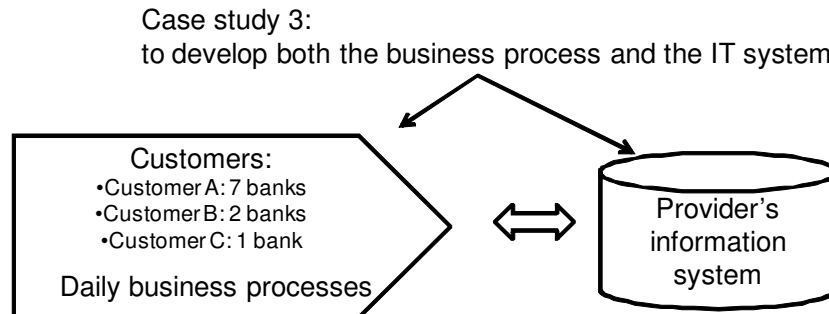 Case study 3:
to develop both the business process and the IT system
Customers:
•Customer A: 7 banks
•Customer B: 2 banks
•Customer C: 1 bank
Daily business processes
Provider's
information
system